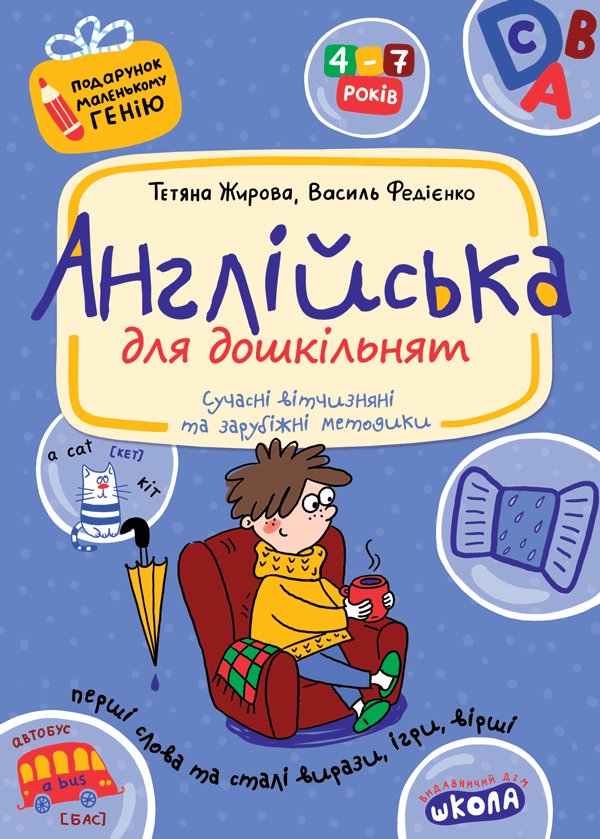 ПОДАРУНОК
МАЛЕНЬКОМУ
ГЕНІЮ
4-7
РОКІВ
D C B
A
Тетяна Жирова, Василь Федієнко
Англійська
для дошкільнят
Сучасні вітчизняні
та зарубіжні методики
a cat [кет]
кіт
перші слова та сталі вирази, ігри, вірші
АВТОБУС
a bus
[БАС]
ВИДАВНИЧИЙ ДІМ
ШКОЛА